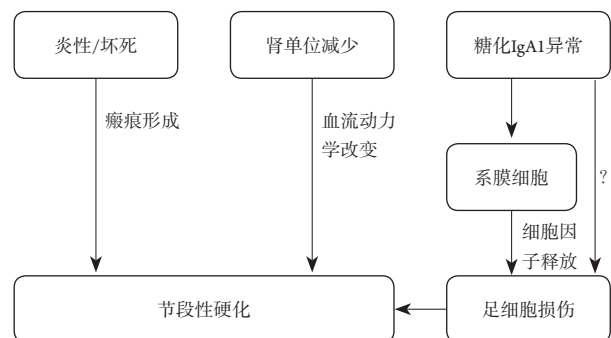 炎性/坏死
肾单位减少
糖化IgA1异常
瘢痕形成
血流动力
学改变
系膜细胞
?
细胞因
子释放
节段性硬化
足细胞损伤